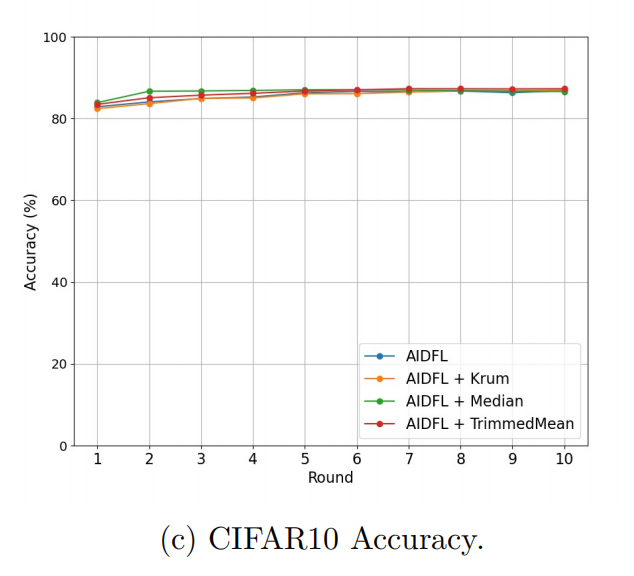 100
80
60
40
20
0
Accuracy (%)
AIDFL
AIDFL + Krum
AIDFL + Median
AIDFL + TrimmedMean
1 2 3 4 5 6 7 8 9 10
Round
(c) CIFAR10 Accuracy.